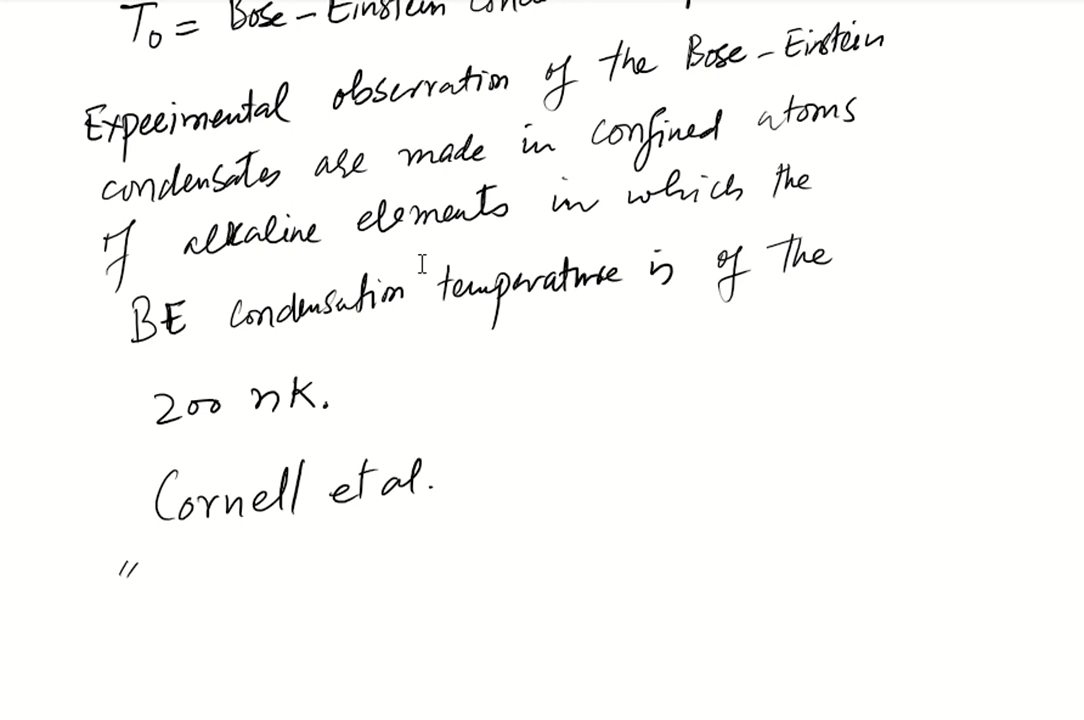 T₀ = Bose - Einstein
Expeeimental observation of the Bose - Einstein
condensates are made in confined atoms
of alkaline elements in which the
BE condensation temperature is of the
200 nK.
Cornell et al.
"